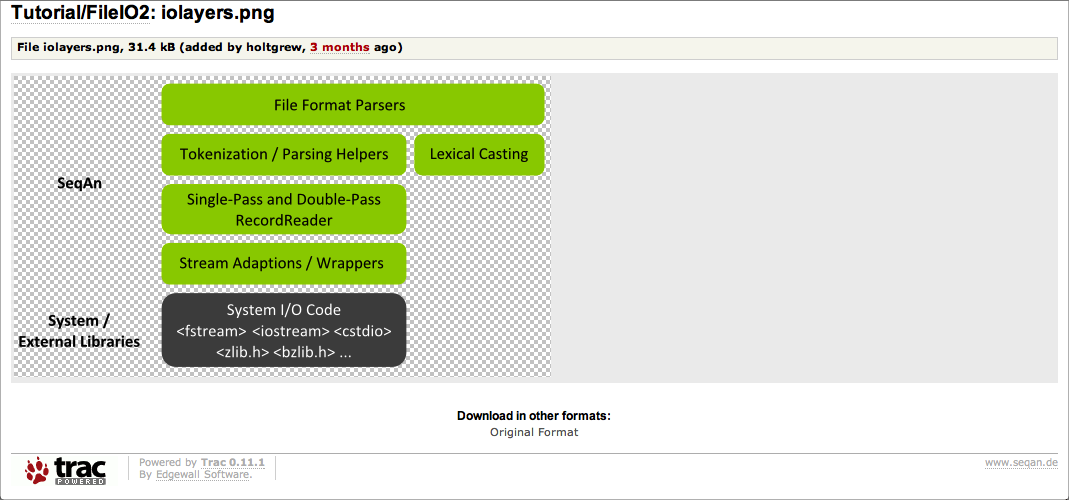 Tutorial/FileIO2: iolayers.png
File iolayers.png, 31.4 kB (added by holtgrew, 3 months ago)
File Format Parsers
Tokenization / Parsing Helpers
Lexical Casting
SeqAn
Single-Pass and Double-Pass
RecordReader
Stream Adaptions / Wrappers
System /
External Libraries
System I/O Code
<fstream> <iostream> <cstdio>
<zlib.h> <bzlib.h> ...
Download in other formats:
Original Format
trac
POWERED
Powered by Trac 0.11.1
By Edgewall Software.
www.seqan.de